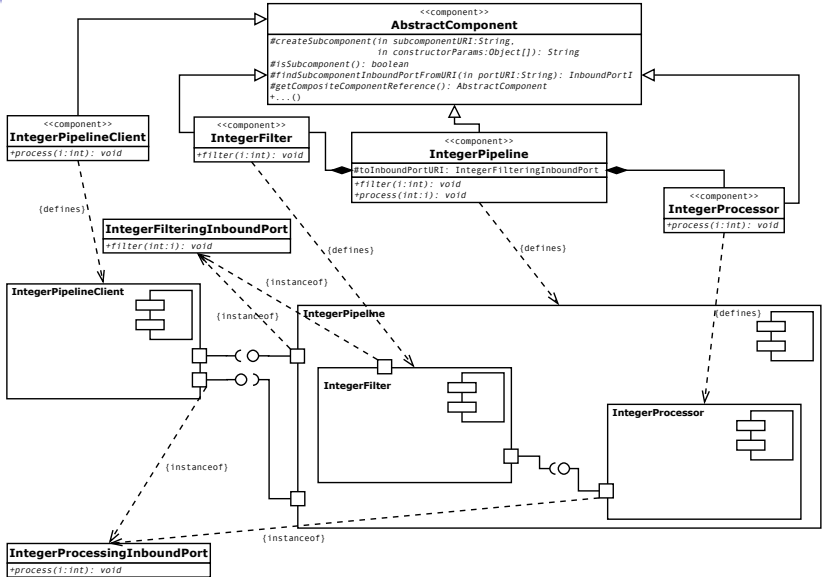 <<component>>
AbstractComponent
#createSubcomponent(in subcomponentURI:String,
in constructorParams:Object[]): String
#isSubcomponent(): boolean
#findSubcomponentInboundPortFromURI(in portURI:String): InboundPortI
#getCompositeComponentReference(): AbstractComponent
+...()
<<component>>
IntegerPipelineClient
+process(i:int): void
<<component>>
IntegerFilter
+filter(i:int): void
<<component>>
IntegerPipeline
#toInboundPortURI: IntegerFilteringInboundPort
+filter(i:int): void
+process(int:i): void
<<component>>
IntegerProcessor
+process(i:int): void
{defines}
IntegerFilteringInboundPort
+filter(int:i): void
{defines}
{defines}
{instanceof}
{instanceof}
{defines}
IntegerPipelineClient
IntegerPipeline
IntegerFilter
IntegerProcessor
{instanceof}
{instanceof}
IntegerProcessingInboundPort
+process(i:int): void